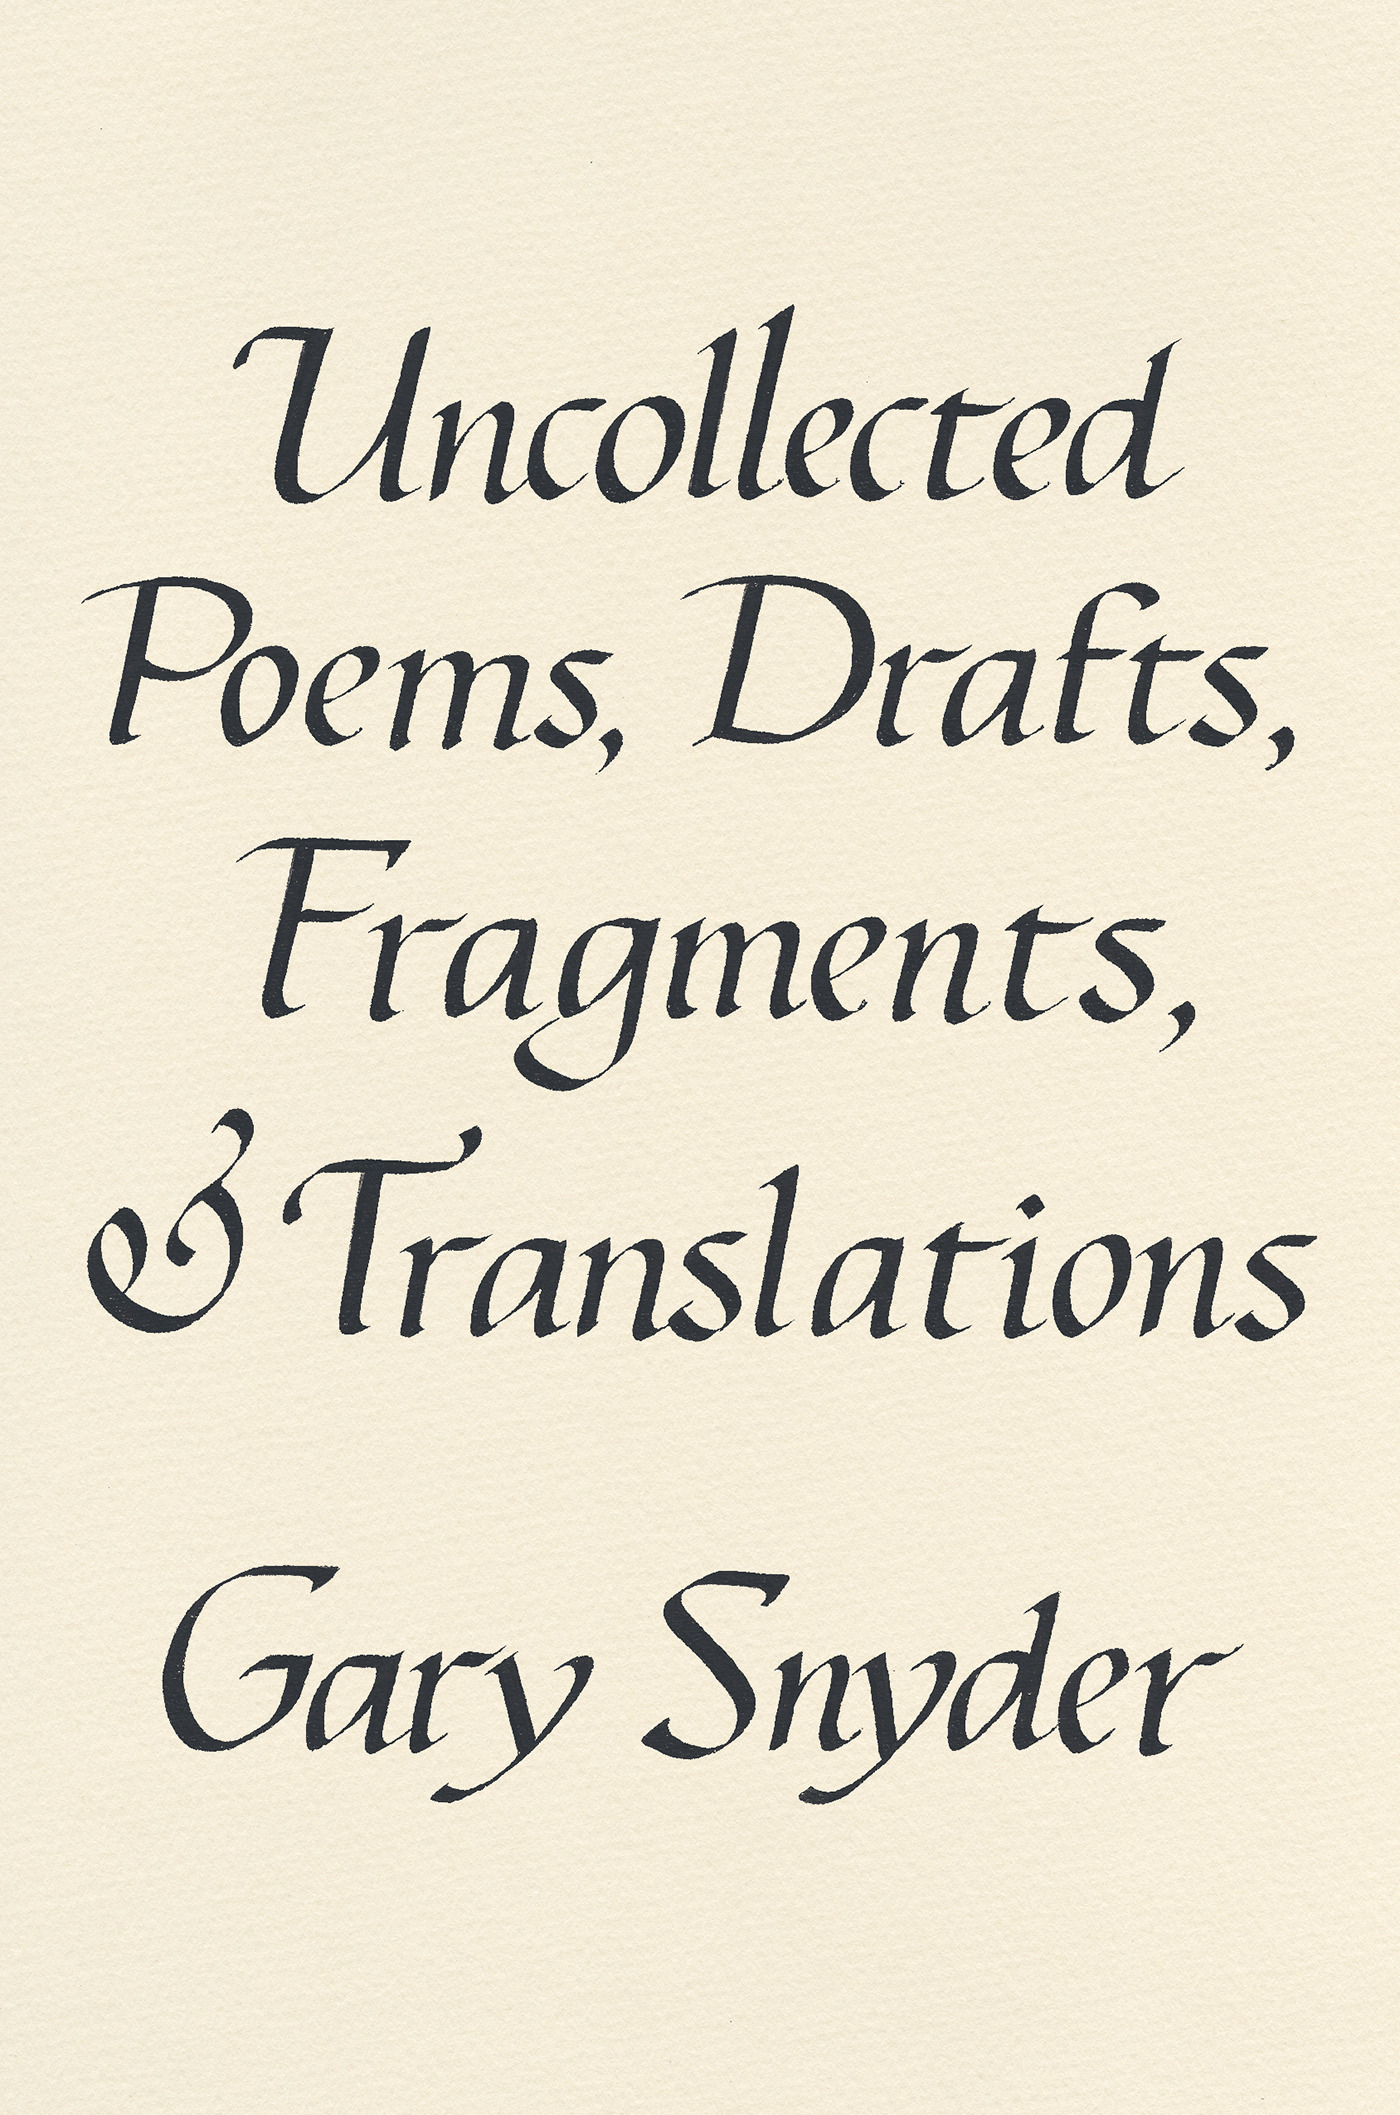 Uncollected
Poems, Drafts,
Fragments,
& Translations
Gary Snyder